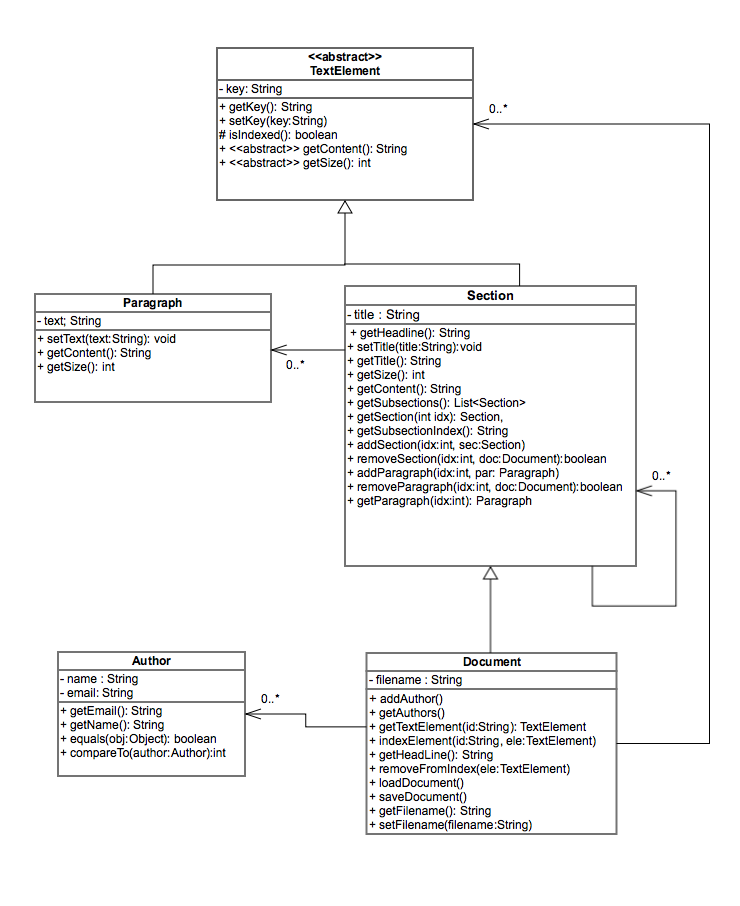 <<abstract>>
TextElement
- key: String
+ getKey(): String
+ setKey(key:String)
# isIndexed(): boolean
+ <<abstract>> getContent(): String
+ <<abstract>> getSize(): int
0..*
Paragraph
- text; String
+ setText(text:String): void
+ getContent(): String
+ getSize(): int
0..*
Section
- title : String
+ getHeadline(): String
+ setTitle(title:String):void
+ getTitle(): String
+ getSize(): int
+ getContent(): String
+ getSubsections(): List<Section>
+ getSection(int idx): Section,
+ getSubsectionIndex(): String
+ addSection(idx:int, sec:Section)
+ removeSection(idx:int, doc:Document):boolean
+ addParagraph(idx:int, par: Paragraph)
+ removeParagraph(idx:int, doc:Document):boolean
+ getParagraph(idx:int): Paragraph
0..*
Author
- name : String
- email: String
+ getEmail(): String
+ getName(): String
+ equals(obj:Object): boolean
+ compareTo(author:Author):int
0..*
Document
- filename : String
+ addAuthor()
+ getAuthors()
+ getTextElement(id:String): TextElement
+ indexElement(id:String, ele:TextElement)
+ getHeadLine(): String
+ removeFromIndex(ele:TextElement)
+ loadDocument()
+ saveDocument()
+ getFilename(): String
+ setFilename(filename:String)